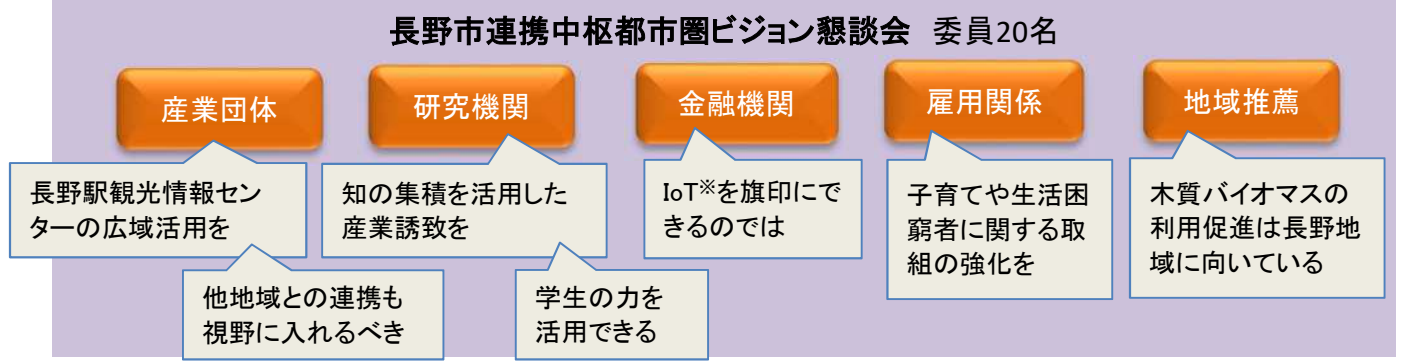 長野市連携中枢都市圏ビジョン懇談会 委員20名
産業団体
長野駅観光情報セン
ターの広域活用を
他地域との連携も
視野に入れるべき
研究機関
知の集積を活用した
産業誘致を
学生の力を
活用できる
金融機関
IoT※を旗印にで
きるのでは
雇用関係
子育てや生活困
窮者に関する取
組の強化を
地域推薦
木質バイオマスの
利用促進は長野地
域に向いている